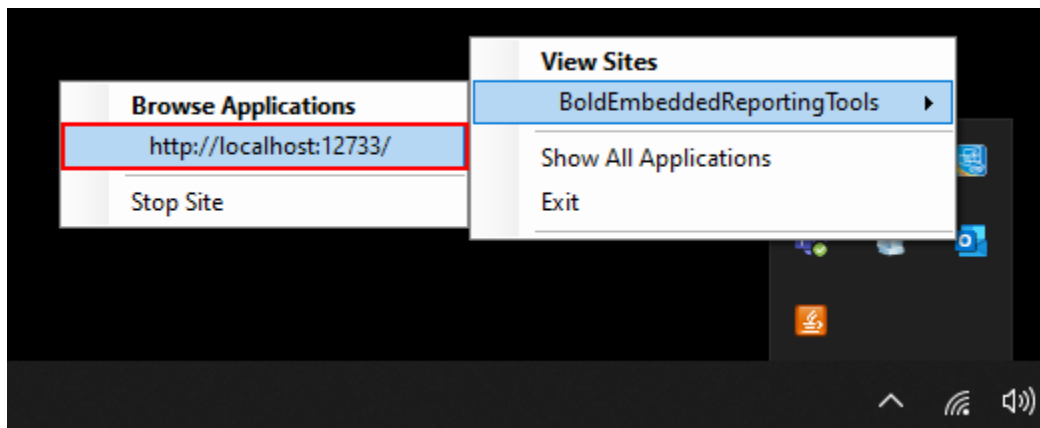 View Sites
BoldEmbeddedReportingTools
Show All Applications
Exit
Browse Applications
http://localhost:12733/
Stop Site